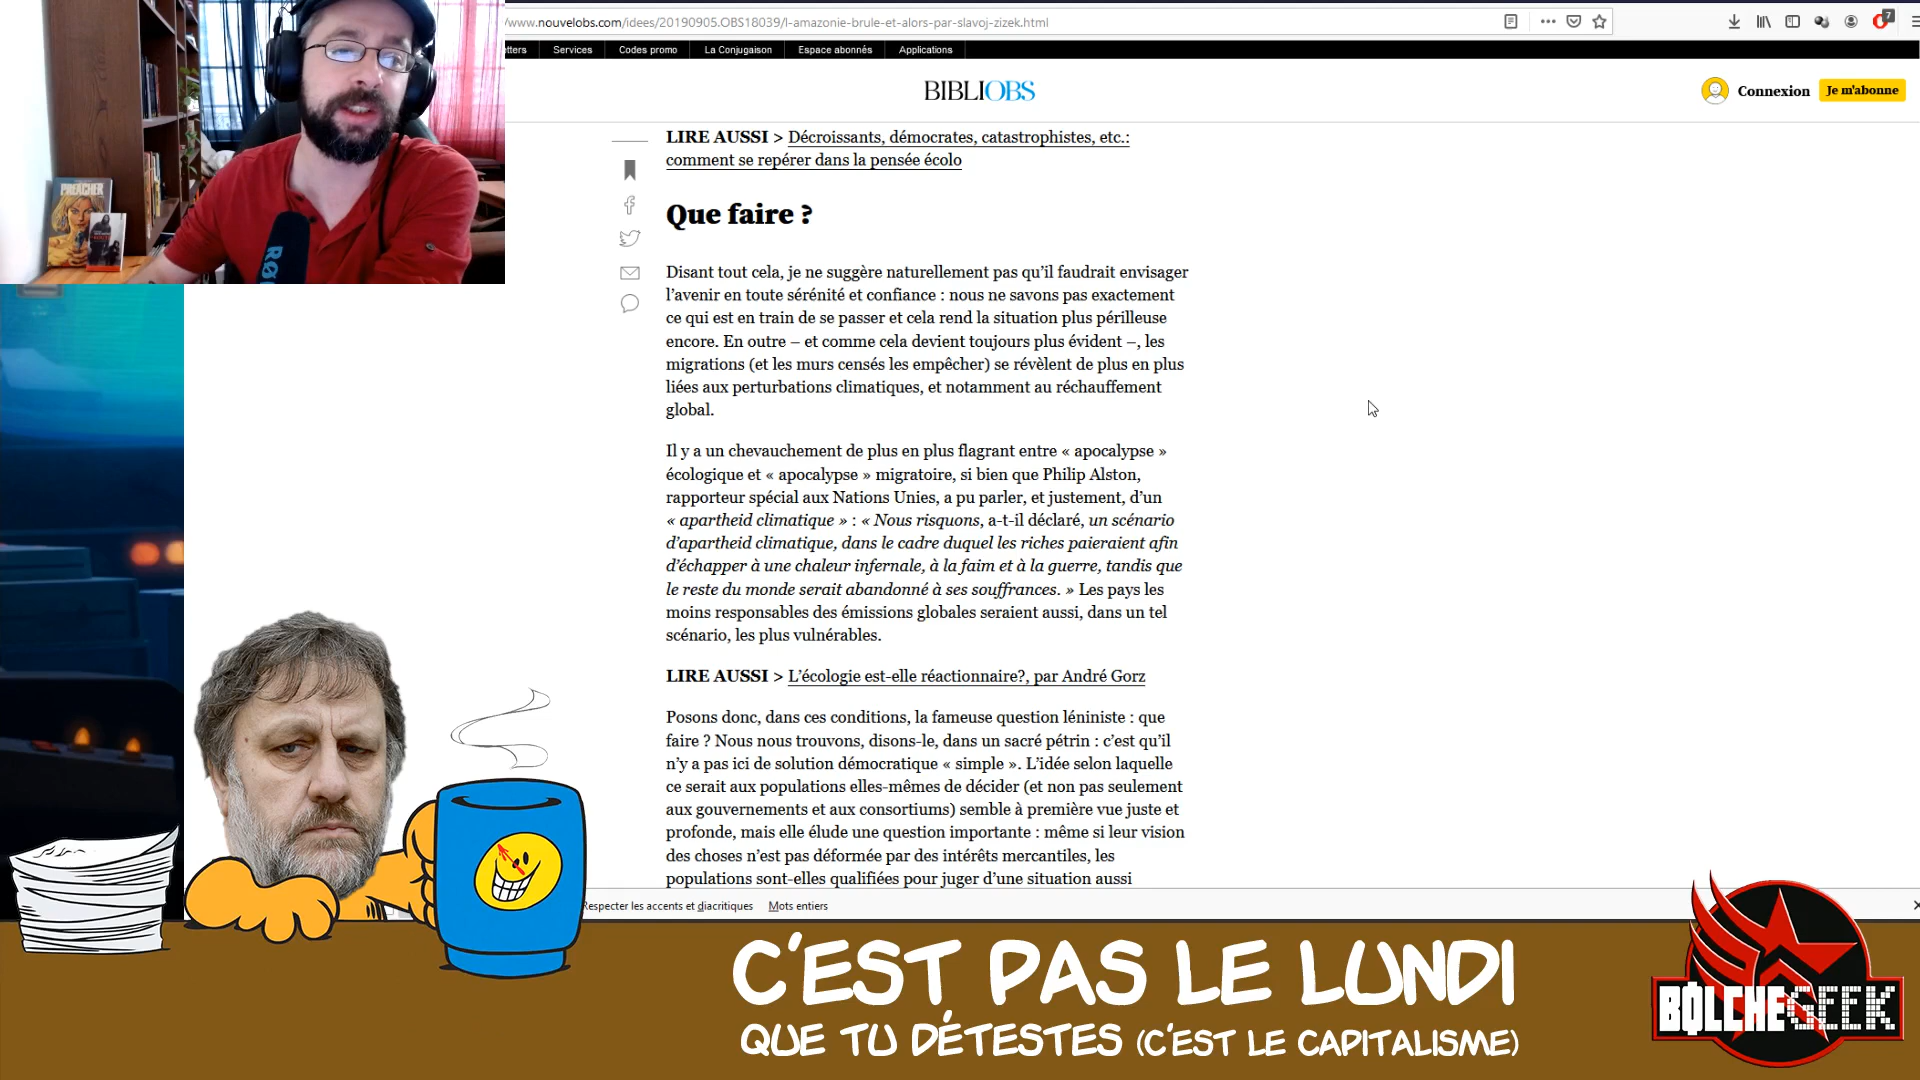 /www.nouvelobs.com/idees/20190905.OBS18039/l-amazonie-brule-et-alors-par-slavoj-zizek.html
7
etters Services Codes promo La Conjugaison Espace abonnés Applications
BIBLIOBS
Connexion Je m'abonne
LIRE AUSSI > Décroissants, démocrates, catastrophistes, etc.:
comment se repérer dans la pensée écolo
Que faire ?
Disant tout cela, je ne suggère naturellement pas qu'il faudrait envisager
l'avenir en toute sérénité et confiance : nous ne savons pas exactement
ce qui est en train de se passer et cela rend la situation plus périlleuse
encore. En outre – et comme cela devient toujours plus évident –, les
migrations (et les murs censés les empêcher) se révèlent de plus en plus
liées aux perturbations climatiques, et notamment au réchauffement
global.
Il y a un chevauchement de plus en plus flagrant entre « apocalypse »
écologique et « apocalypse » migratoire, si bien que Philip Alston,
rapporteur spécial aux Nations Unies, a pu parler, et justement, d'un
« apartheid climatique » : « Nous risquons, a-t-il déclaré, un scénario
d'apartheid climatique, dans le cadre duquel les riches paieraient afin
d'échapper à une chaleur infernale, à la faim et à la guerre, tandis que
le reste du monde serait abandonné à ses souffrances. » Les pays les
moins responsables des émissions globales seraient aussi, dans un tel
scénario, les plus vulnérables.
LIRE AUSSI > L'écologie est-elle réactionnaire?, par André Gorz
Posons donc, dans ces conditions, la fameuse question léniniste : que
faire ? Nous nous trouvons, disons-le, dans un sacré pétrin : c'est qu'il
n'y a pas ici de solution démocratique « simple ». L'idée selon laquelle
ce serait aux populations elles-mêmes de décider (et non pas seulement
aux gouvernements et aux consortiums) semble à première vue juste et
profonde, mais elle élude une question importante : même si leur vision
des choses n'est pas déformée par des intérêts mercantiles, les
populations sont-elles qualifiées pour juger d'une situation aussi
Respecter les accents et diacritiques Mots entiers
PREACHER
RØ
C'EST PAS LE LUNDI
QUE TU DÉTESTES (C'EST LE CAPITALISME)
BOLCHEGEEK